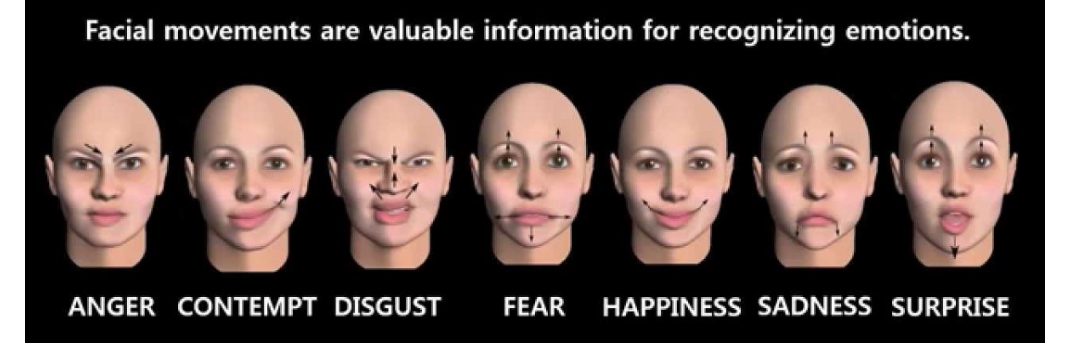 Facial movements are valuable information for recognizing emotions.
ANGER CONTEMPT DISGUST FEAR HAPPINESS SADNESS SURPRISE